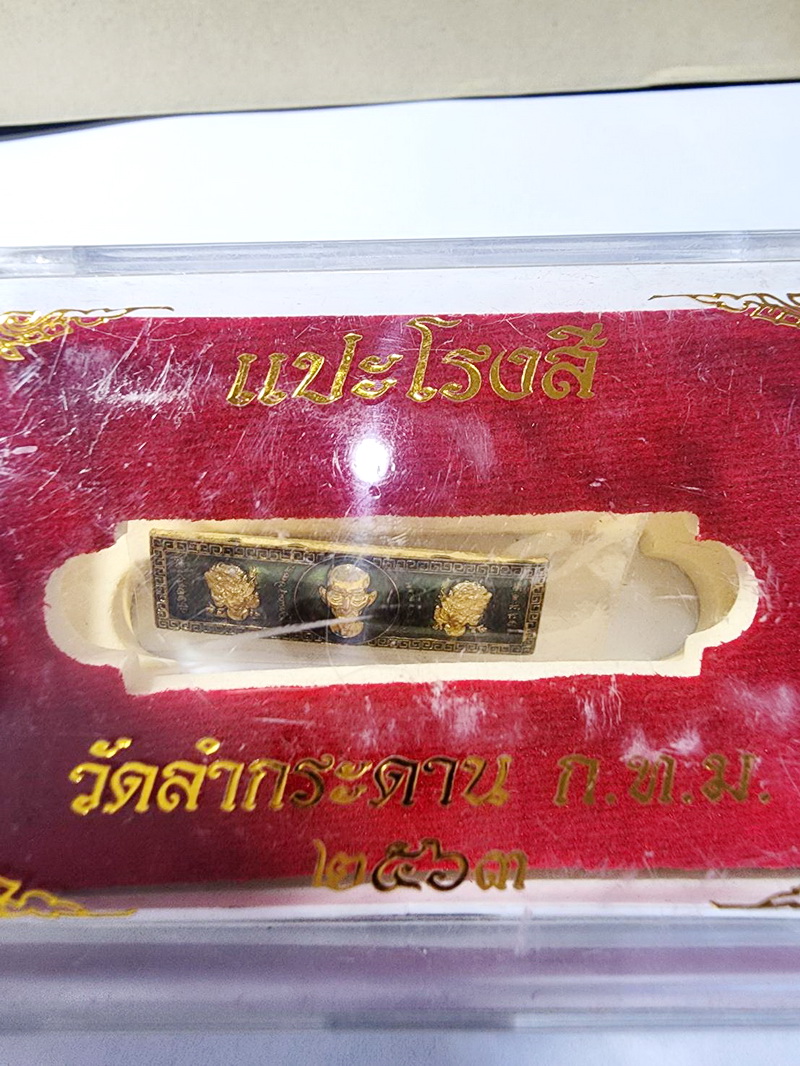 แปะโรงสี
วัดลำกระดาน ก.ท.ม.
๒๕๖๓